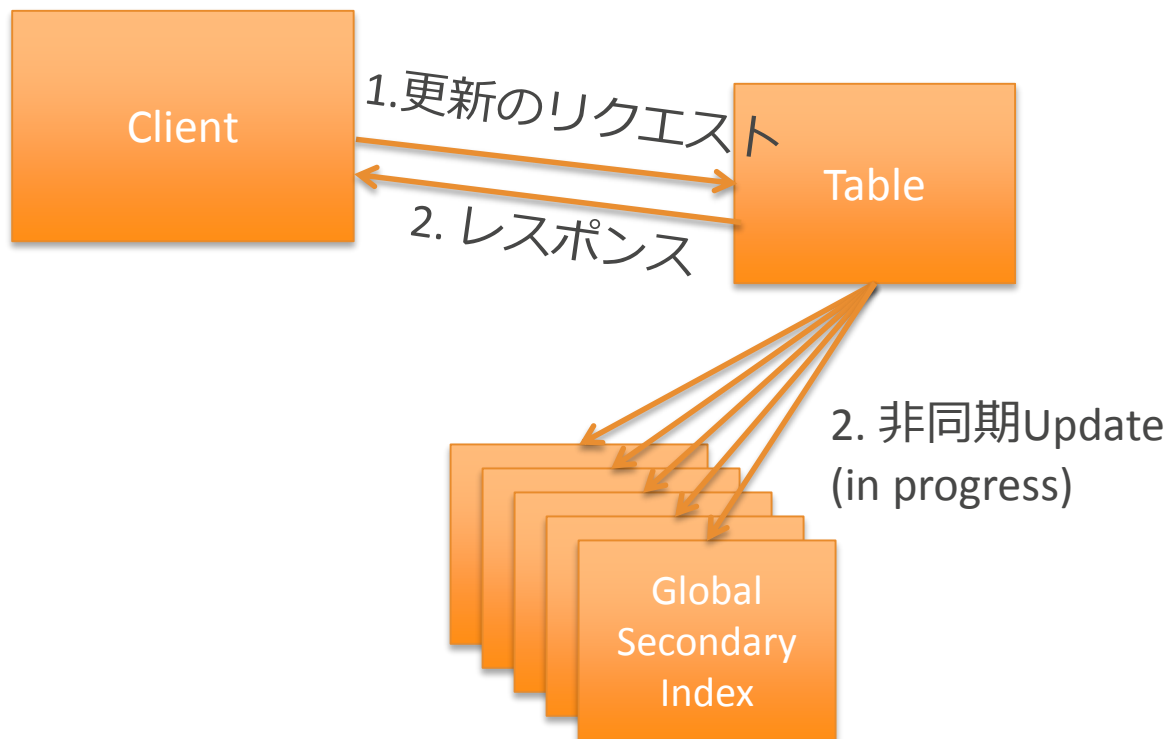 Client
1.更新のリクエスト
Table
2. レスポンス
2. 非同期Update
(in progress)
Global
Secondary
Index